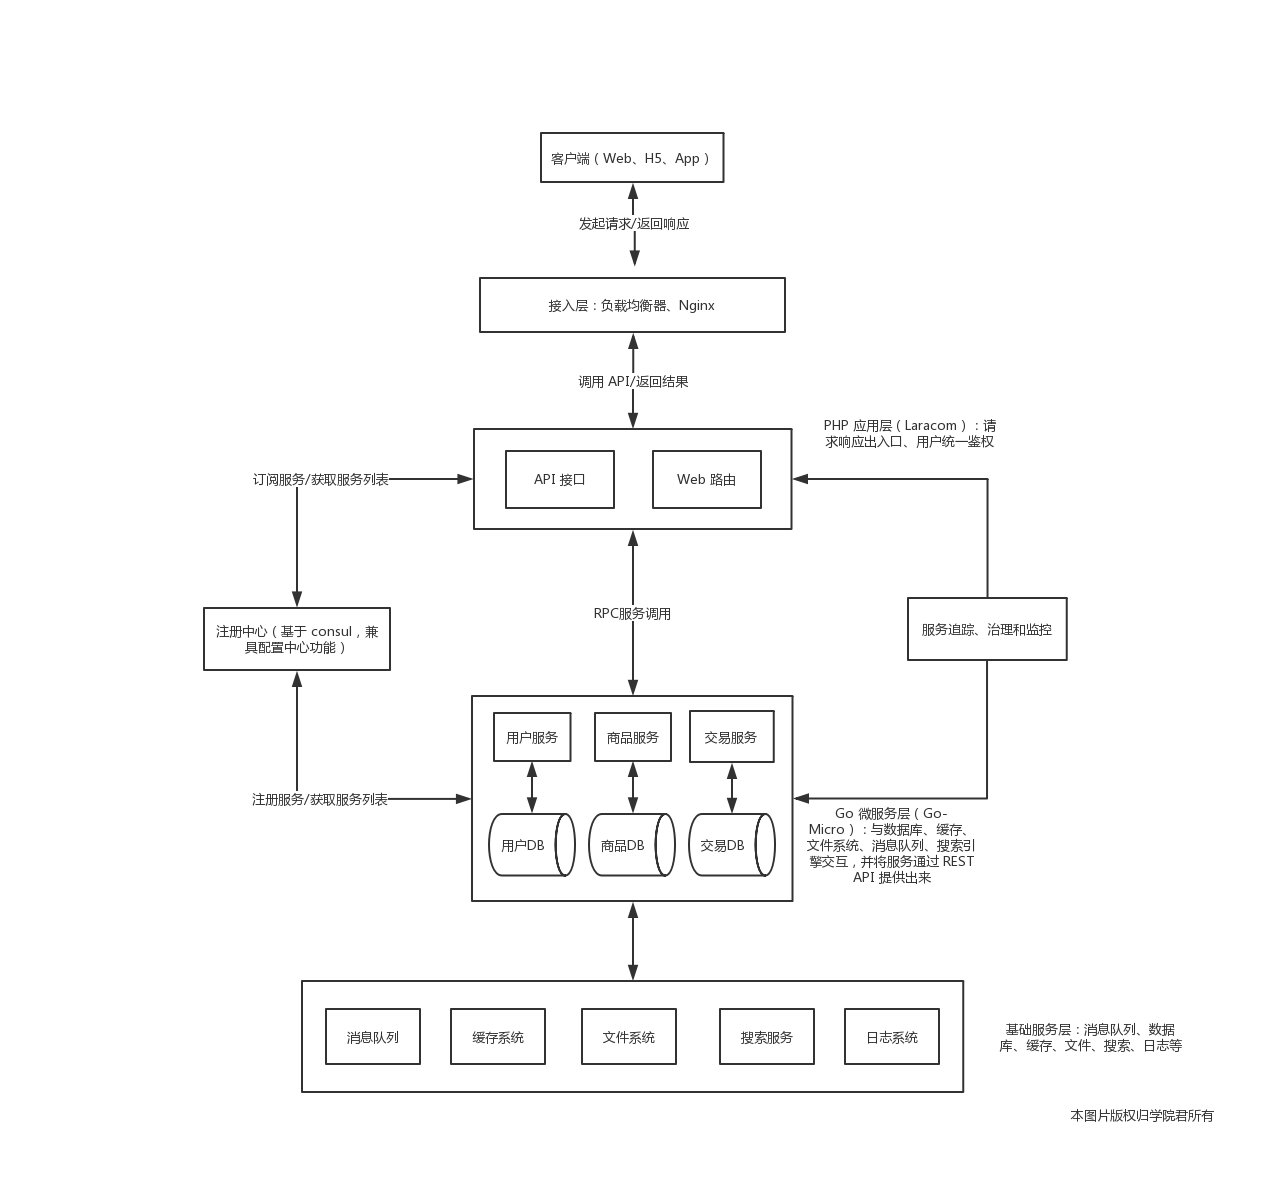 客户端（Web、H5、App）
发起请求/返回响应
接入层：负载均衡器、Nginx
调用 API/返回结果
PHP 应用层（Laracom）：请
求响应出入口、用户统一鉴权
订阅服务/获取服务列表
API 接口
Web 路由
RPC服务调用
注册中心（基于 consul，兼
具配置中心功能）
服务追踪、治理和监控
用户服务
商品服务
交易服务
注册服务/获取服务列表
用户DB
商品DB
交易DB
Go 微服务层（Go-
Micro）：与数据库、缓存、
文件系统、消息队列、搜索引
擎交互，并将服务通过 REST
API 提供出来
消息队列
缓存系统
文件系统
搜索服务
日志系统
基础服务层：消息队列、数据
库、缓存、文件、搜索、日志等
本图片版权归学院君所有